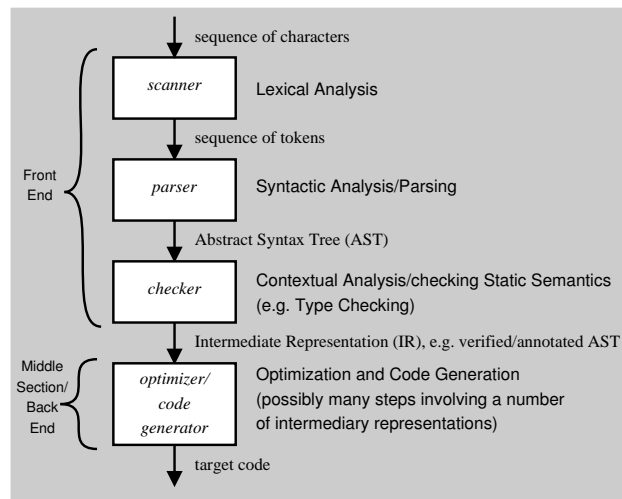 sequence of characters
scanner
Lexical Analysis
sequence of tokens
Front
End
parser
Syntactic Analysis/Parsing
Abstract Syntax Tree (AST)
checker
Contextual Analysis/checking Static Semantics
(e.g. Type Checking)
Intermediate Representation (IR), e.g. verified/annotated AST
Middle
Section/
Back
End
optimizer/
code
generator
Optimization and Code Generation
(possibly many steps involving a number
of intermediary representations)
target code